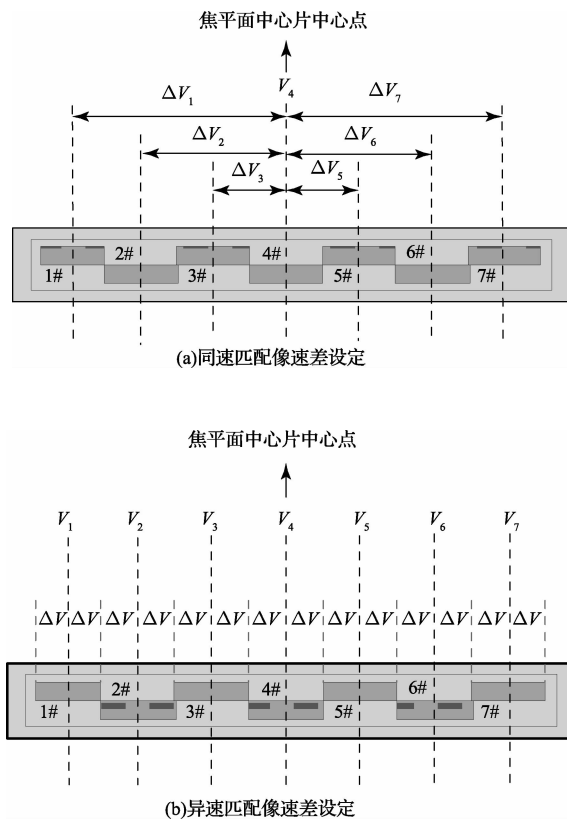 焦平面中心片中心点
V₄
ΔV₁ ΔV₇
ΔV₂ ΔV₆
ΔV₃ ΔV₅
2# 4# 6#
1# 3# 5# 7#
(a)同速匹配像速差设定
焦平面中心片中心点
V₁ V₂ V₃ V₄ V₅ V₆ V₇
ΔV ΔV ΔV ΔV ΔV ΔV ΔV ΔV ΔV ΔV ΔV ΔV ΔV ΔV
2# 4# 6#
1# 3# 5# 7#
(b)异速匹配像速差设定